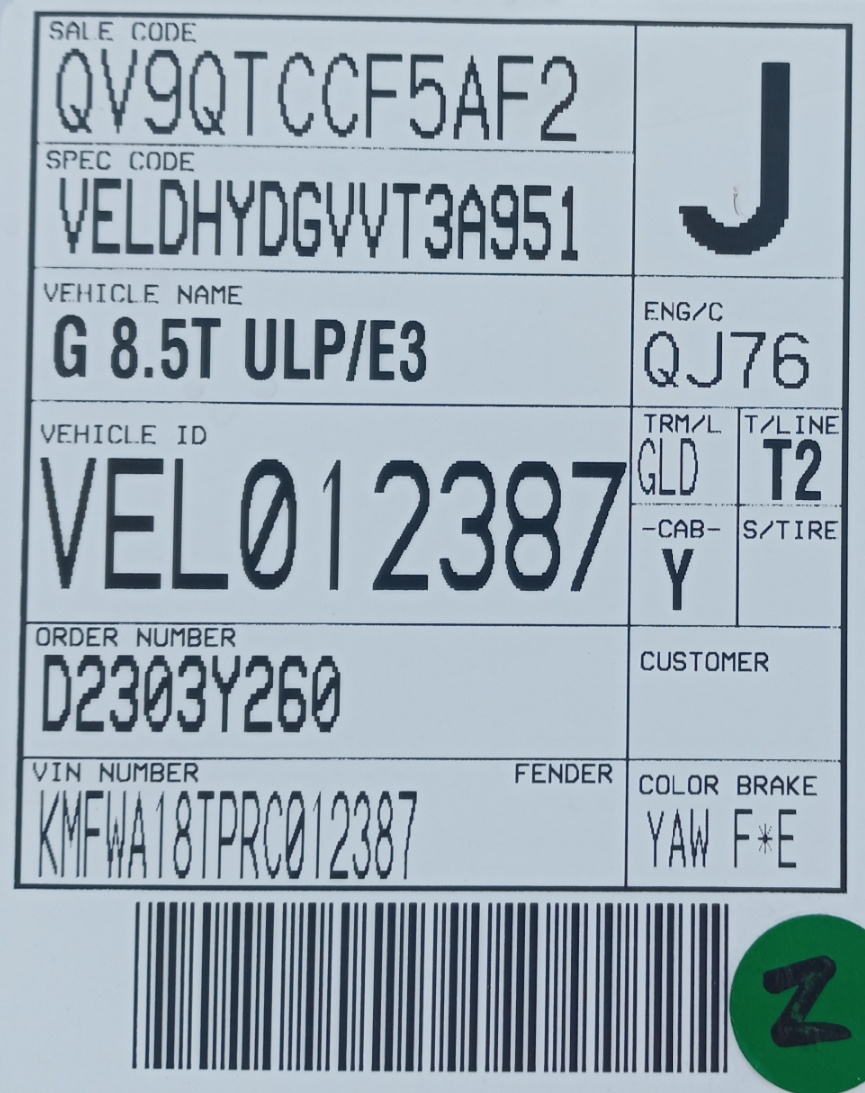 SALE CODE
QV9QTCCF5AF2
J
SPEC CODE
VELDHYDGVVT3A951
VEHICLE NAME
G 8.5T ULP/E3
ENG/C
QJ76
TRM/L T/LINE
GLD T2
VEHICLE ID
VEL012387
-CAB- S/TIRE
Y
ORDER NUMBER
D2303Y260
CUSTOMER
VIN NUMBER FENDER
KMFWA18TPRC012387
COLOR BRAKE
YAW F*E
Z